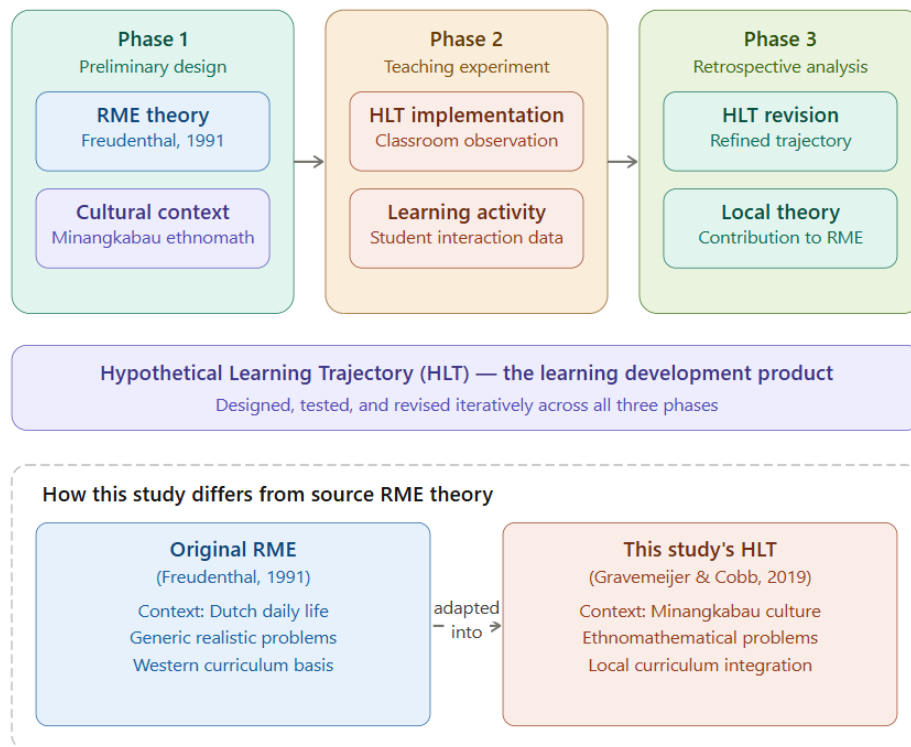 Phase 1
Preliminary design
RME theory
Freudenthal, 1991
Cultural context
Minangkabau ethnomath
Phase 2
Teaching experiment
HLT implementation
Classroom observation
Learning activity
Student interaction data
Phase 3
Retrospective analysis
HLT revision
Refined trajectory
Local theory
Contribution to RME
Hypothetical Learning Trajectory (HLT) — the learning development product
Designed, tested, and revised iteratively across all three phases
How this study differs from source RME theory
Original RME
(Freudenthal, 1991)
Context: Dutch daily life
Generic realistic problems
Western curriculum basis
adapted
into
This study's HLT
(Gravemeijer & Cobb, 2019)
Context: Minangkabau culture
Ethnomathematical problems
Local curriculum integration